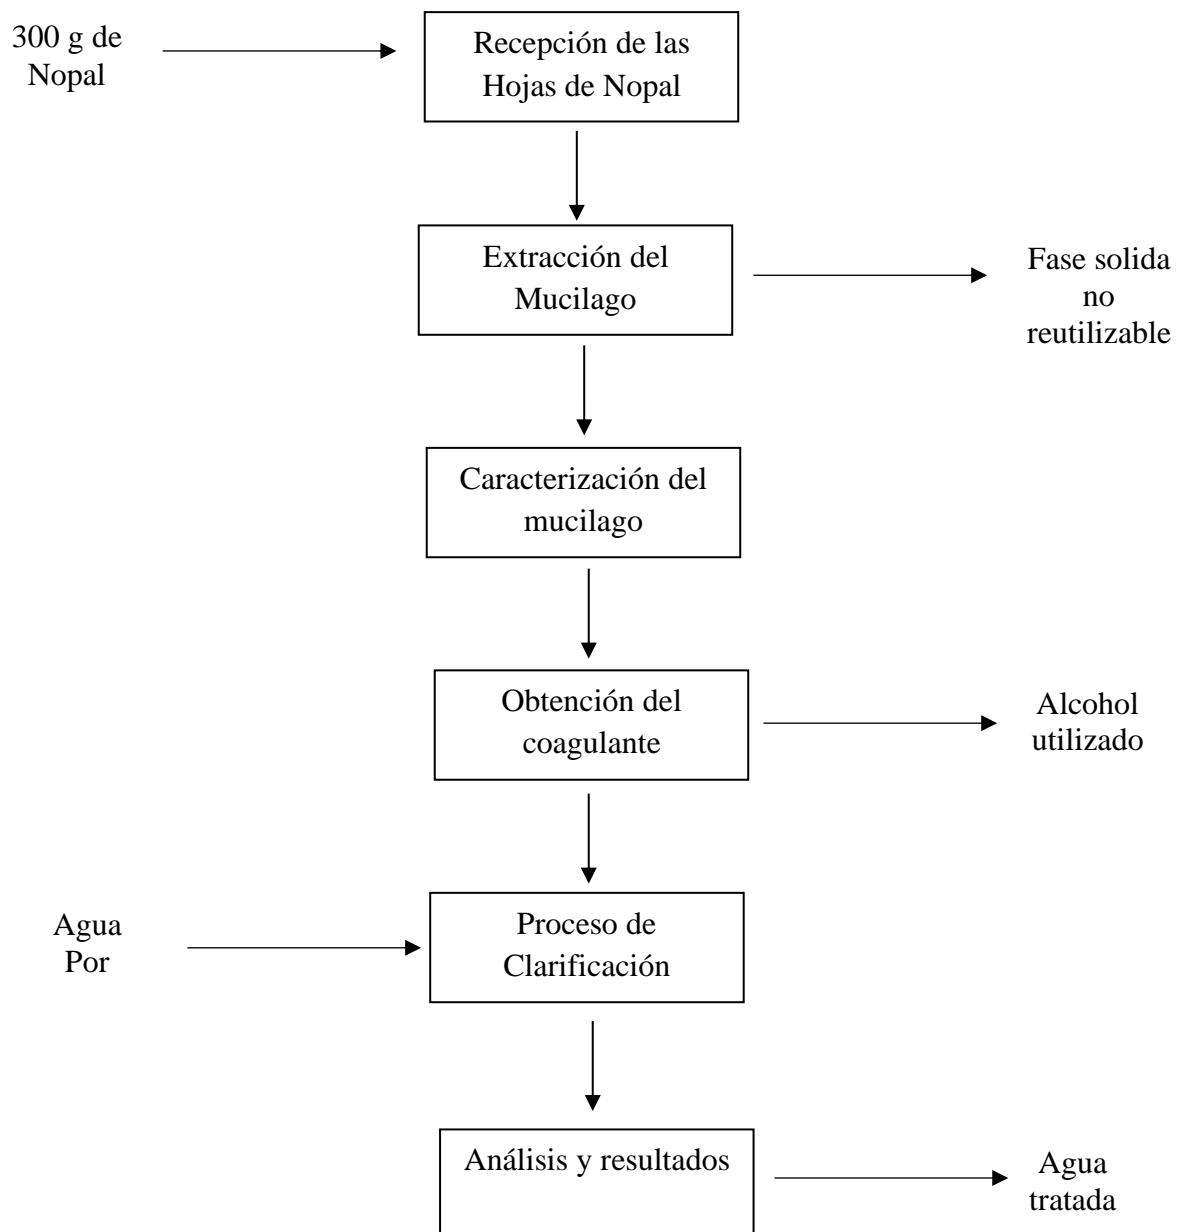 300 g de
Nopal
Recepción de las
Hojas de Nopal
Extracción del
Mucilago
Fase solida
no
reutilizable
Caracterización del
mucilago
Obtención del
coagulante
Alcohol
utilizado
Agua
Por
Proceso de
Clarificación
Análisis y resultados
Agua
tratada